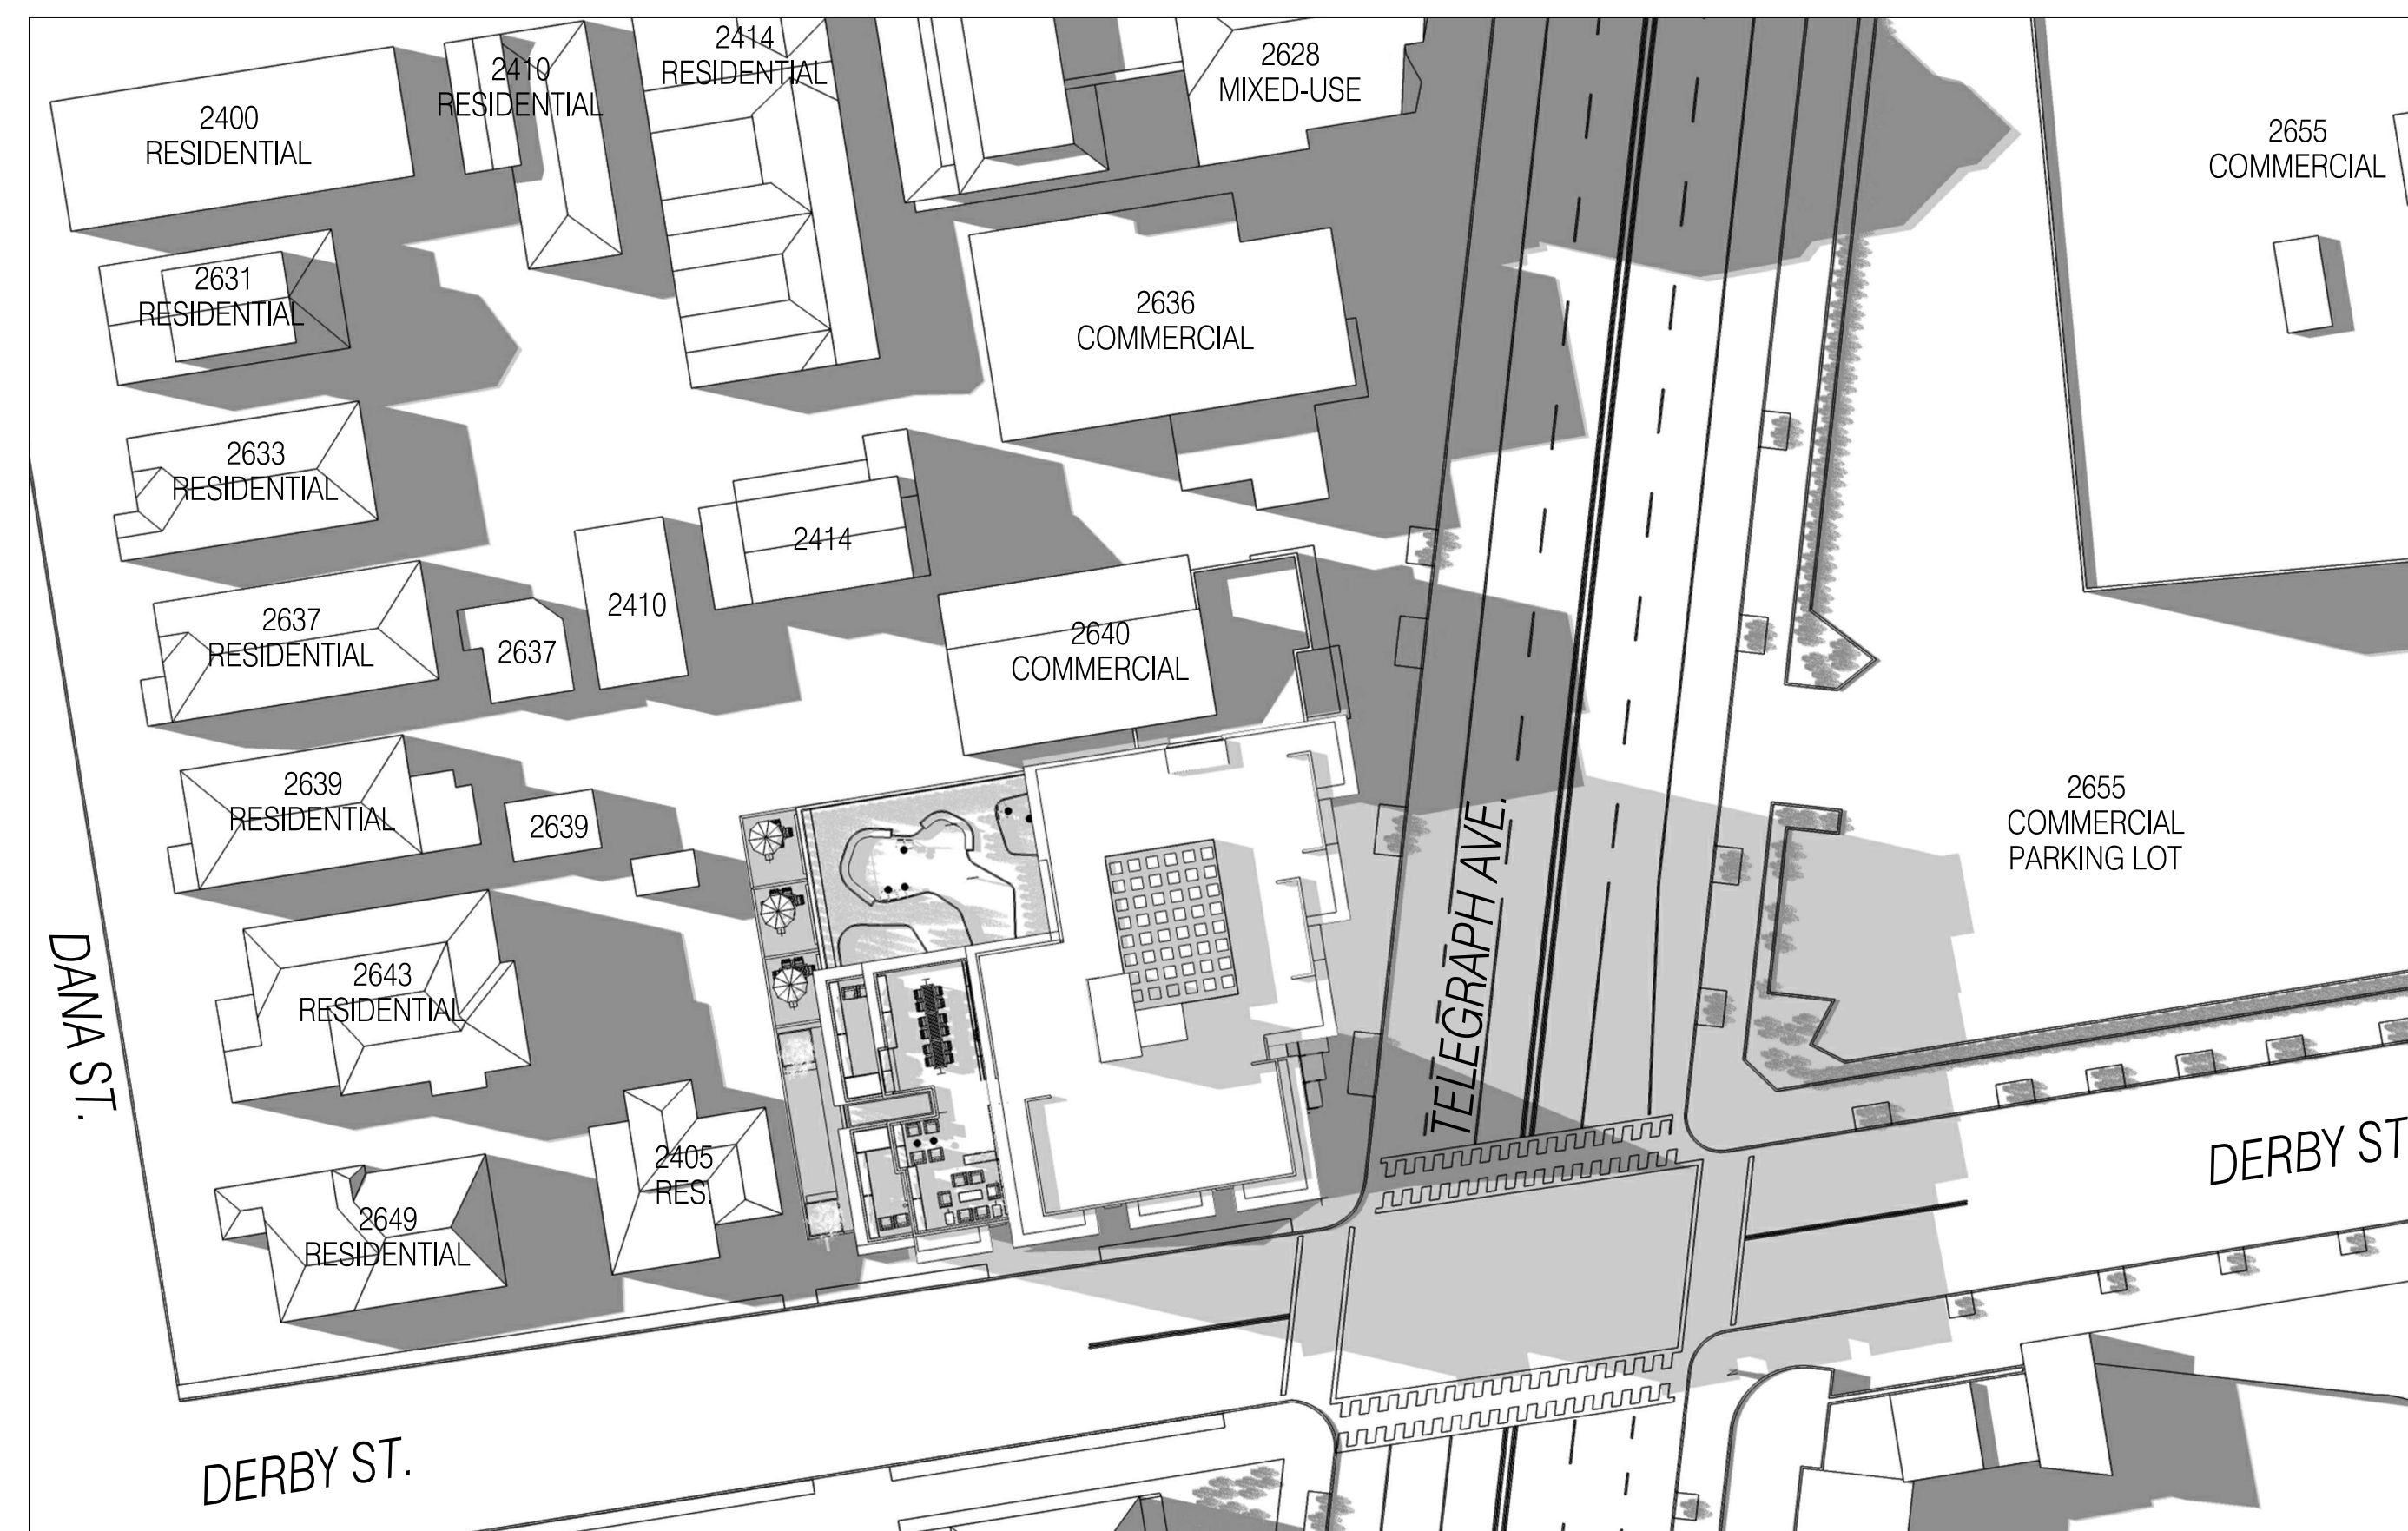 2414
RESIDENTIAL
2410
RESIDENTIAL
2628
MIXED-USE
2400
RESIDENTIAL
2655
COMMERCIAL
2631
RESIDENTIAL
2636
COMMERCIAL
2633
RESIDENTIAL
2414
2410
2637
RESIDENTIAL
2637
2640
COMMERCIAL
2639
RESIDENTIAL
2639
2655
COMMERCIAL
PARKING LOT
TELEGRAPH AVE.
DANA ST.
2643
RESIDENTIAL
2405
RES.
DERBY ST
2649
RESIDENTIAL
DERBY ST.